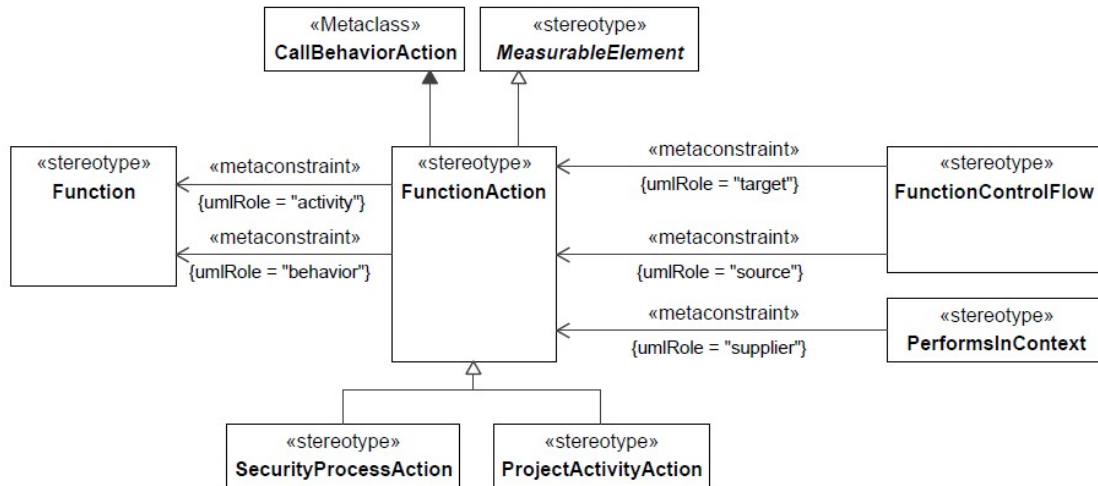 «Metaclass»
CallBehaviorAction
«stereotype»
MeasurableElement
«stereotype»
Function
«metaconstraint»
{umlRole = "activity"}
«metaconstraint»
{umlRole = "behavior"}
«stereotype»
FunctionAction
«metaconstraint»
{umlRole = "target"}
«metaconstraint»
{umlRole = "source"}
«metaconstraint»
{umlRole = "supplier"}
«stereotype»
FunctionControlFlow
«stereotype»
PerformsInContext
«stereotype»
SecurityProcessAction
«stereotype»
ProjectActivityAction